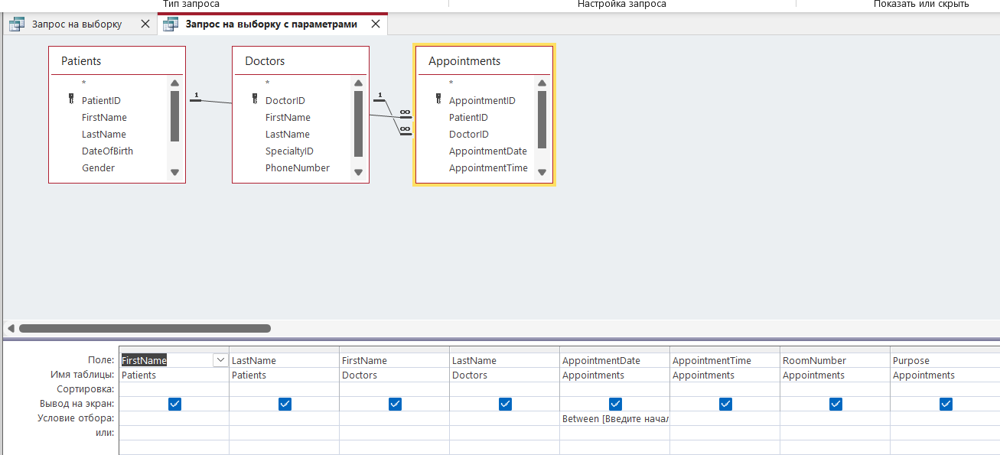 Тип запроса
Настройка запроса
Показать или скрыть
Запрос на выборку
Запрос на выборку с параметрами
Patients
*
PatientID
FirstName
LastName
DateOfBirth
Gender
1
Doctors
*
DoctorID
FirstName
LastName
SpecialtyID
PhoneNumber
1
∞
∞
Appointments
*
AppointmentID
PatientID
DoctorID
AppointmentDate
AppointmentTime
Поле: FirstName LastName FirstName LastName AppointmentDate AppointmentTime RoomNumber Purpose
Имя таблицы: Patients Patients Doctors Doctors Appointments Appointments Appointments Appointments
Сортировка:
Вывод на экран:
Условие отбора: Between [Введите начал
или: